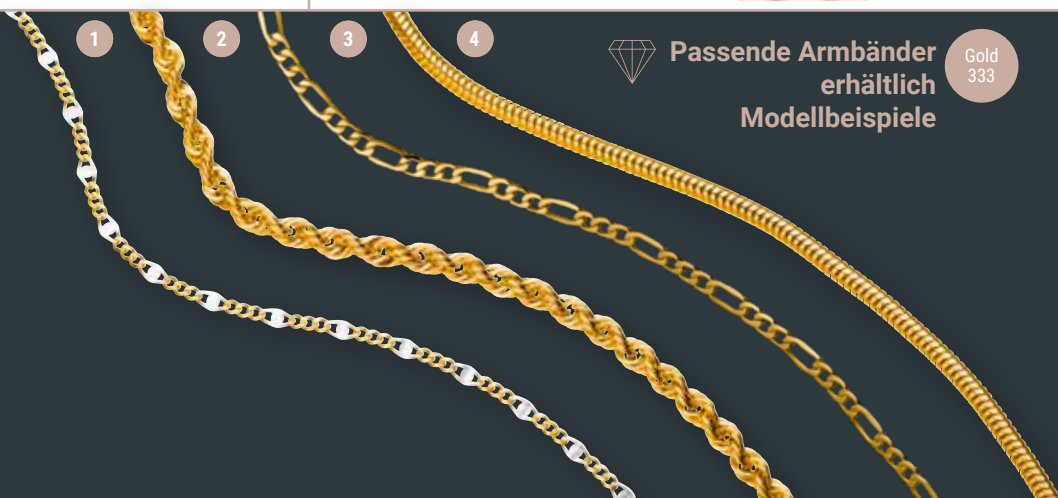 1
2
3
4
Passende Armbänder
erhältlich
Modellbeispiele
Gold
333